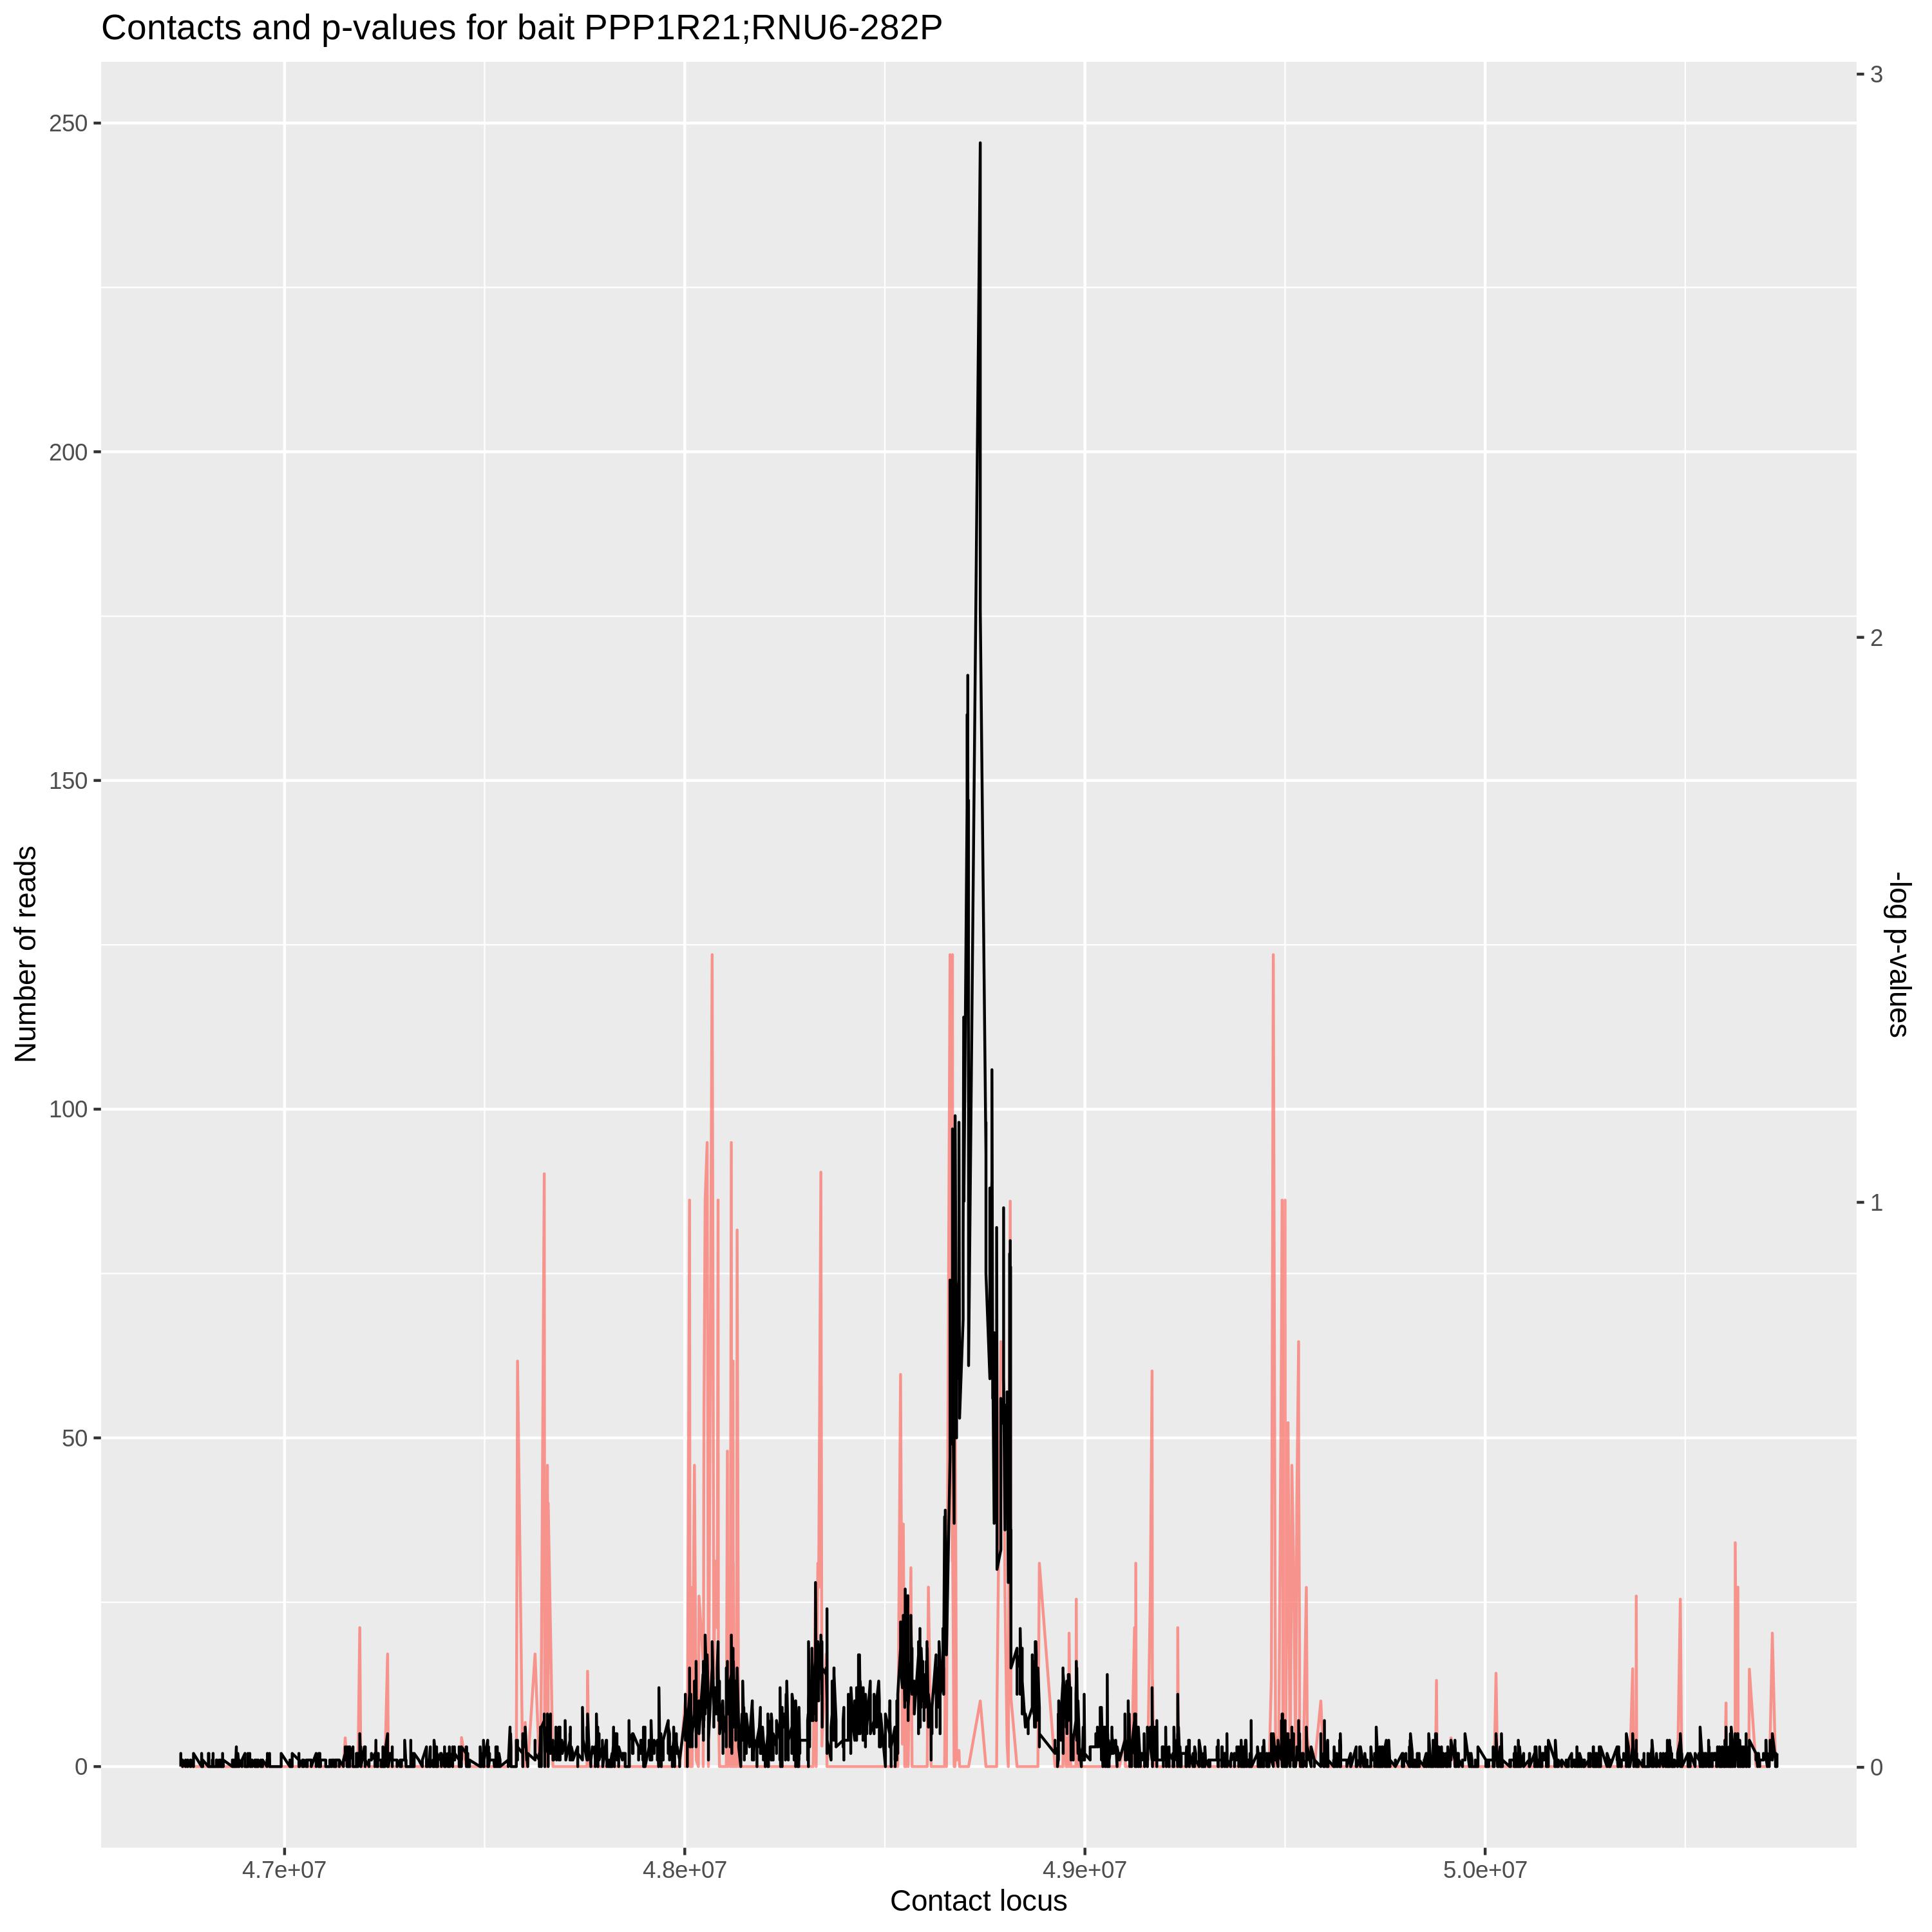 Contacts and p-values for bait PPP1R21;RNU6-282P
Number of reads
250
200
150
100
50
0
3
2
1
0
-log p-values
4.7e+07 4.8e+07 4.9e+07 5.0e+07
Contact locus